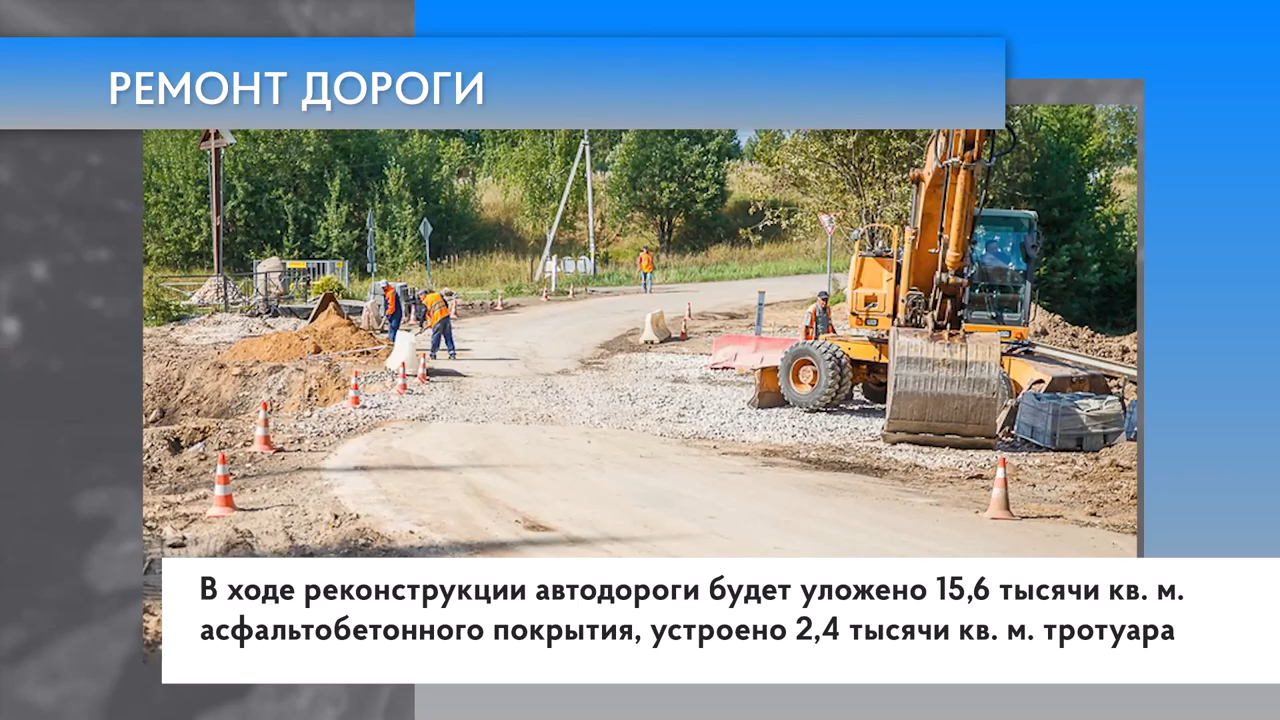 РЕМОНТ ДОРОГИ
В ходе реконструкции автодороги будет уложено 15,6 тысячи кв. м.
асфальтобетонного покрытия, устроено 2,4 тысячи кв. м. тротуара